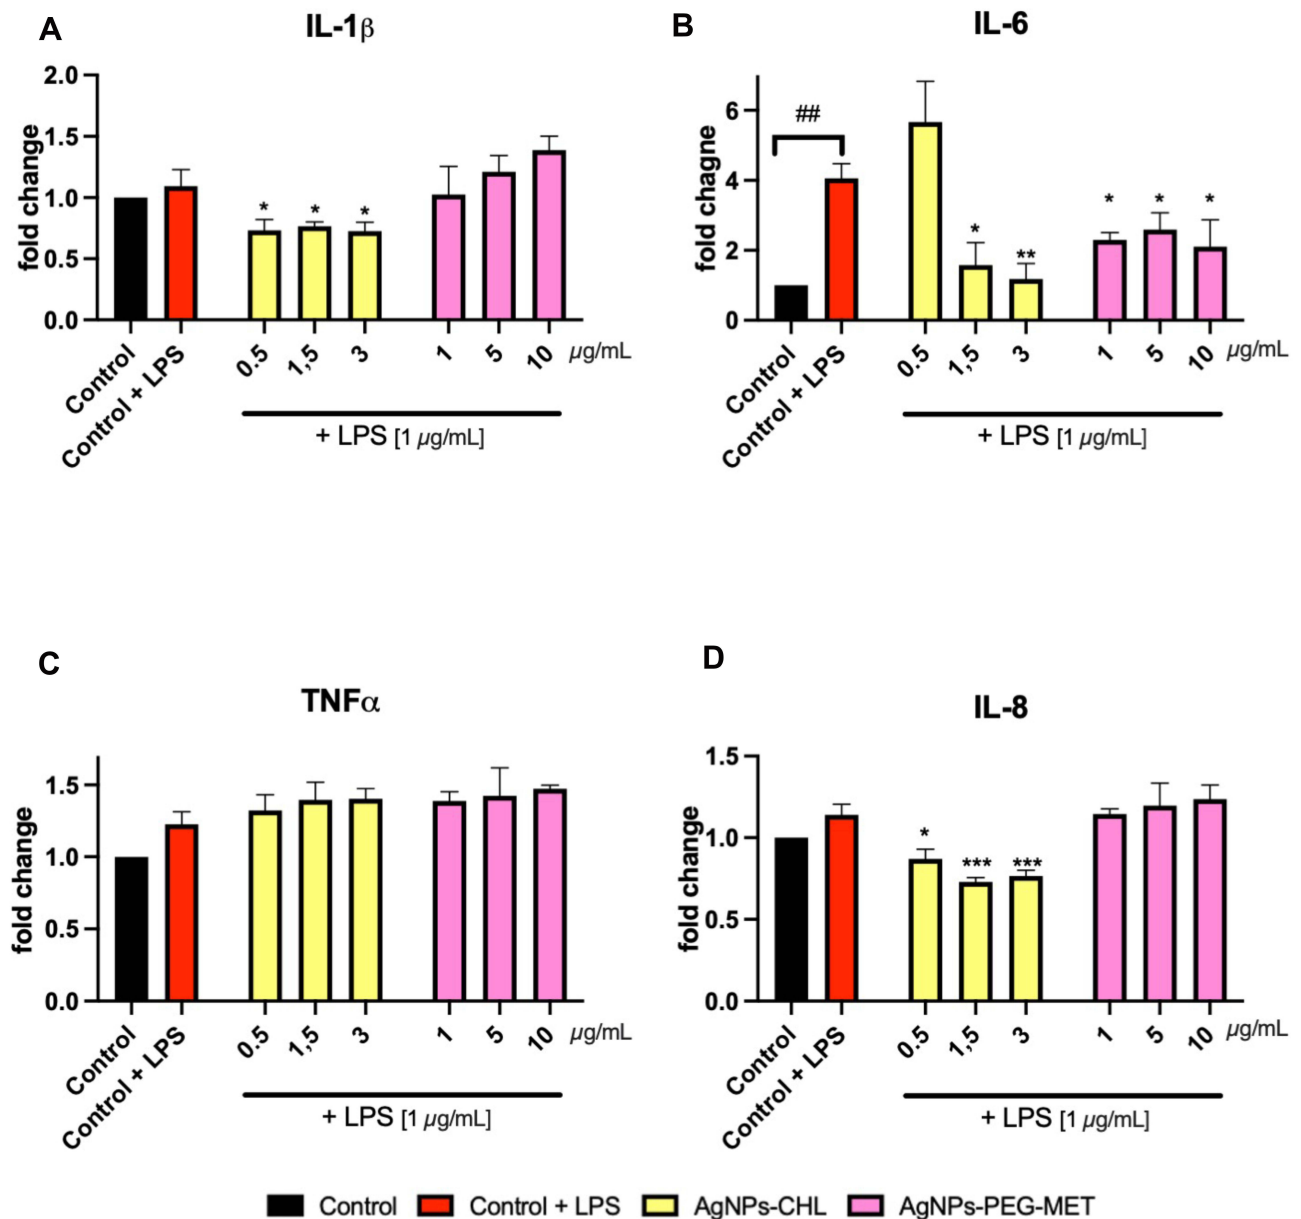 A
IL-1β
fold change
2.0
1.5
1.0
0.5
0.0
*
*
*
Control
Control + LPS
0.5
1,5
3
1
5
10
µg/mL
+ LPS [1 µg/mL]
B
IL-6
fold chagne
6
4
2
0
##
*
**
*
*
*
Control
Control + LPS
0.5
1,5
3
1
5
10
µg/mL
+ LPS [1 µg/mL]
C
TNFα
fold change
1.5
1.0
0.5
0.0
Control
Control + LPS
0.5
1,5
3
1
5
10
µg/mL
+ LPS [1 µg/mL]
D
IL-8
fold change
1.5
1.0
0.5
0.0
*
***
***
Control
Control + LPS
0.5
1,5
3
1
5
10
µg/mL
+ LPS [1 µg/mL]
Control
Control + LPS
AgNPs-CHL
AgNPs-PEG-MET